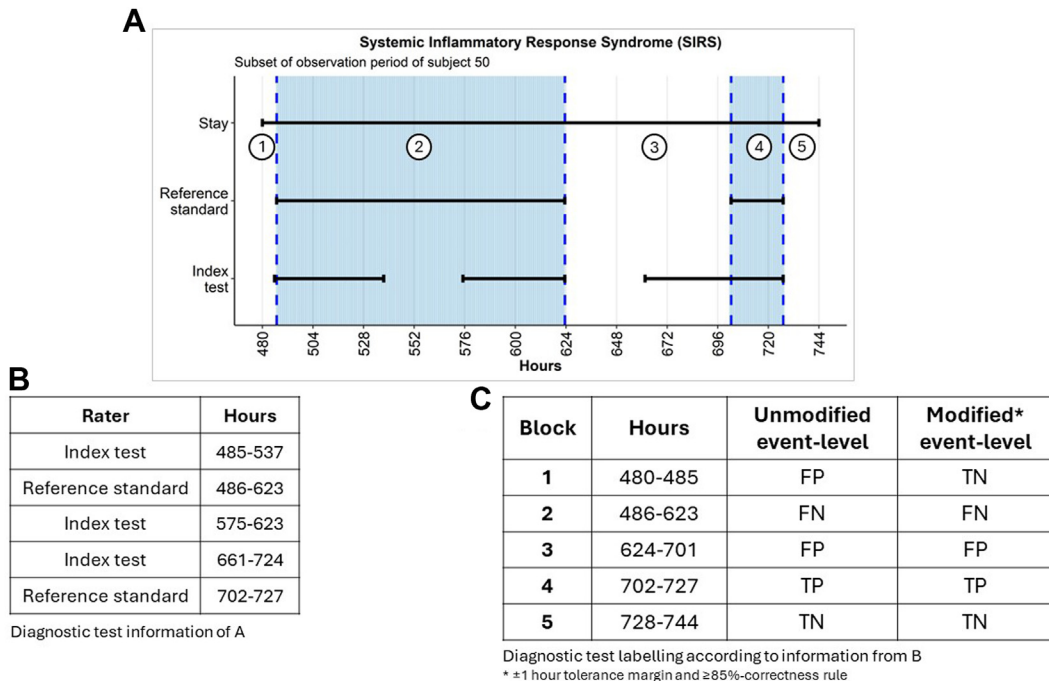 A
Systemic Inflammatory Response Syndrome (SIRS)
Subset of observation period of subject 50
Stay
1 2 3 4 5
Reference
standard
Index
test
480 504 528 552 576 600 624 648 672 696 720 744
Hours
B
Rater Hours
Index test 485-537
Reference standard 486-623
Index test 575-623
Index test 661-724
Reference standard 702-727
Diagnostic test information of A
C
Block Hours Unmodified event-level Modified* event-level
1 480-485 FP TN
2 486-623 FN FN
3 624-701 FP FP
4 702-727 TP TP
5 728-744 TN TN
Diagnostic test labelling according to information from B
* ±1 hour tolerance margin and ≥85%-correctness rule